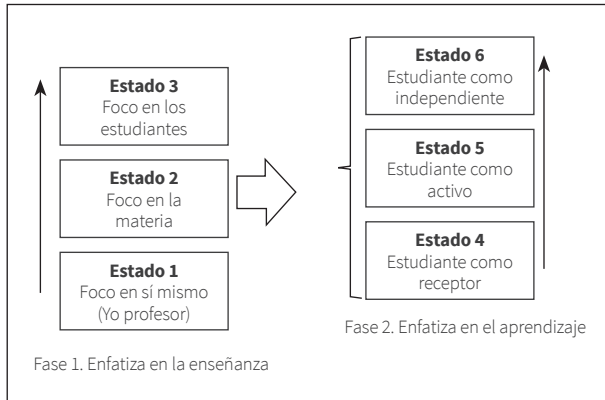 Estado 3
Foco en los
estudiantes
Estado 2
Foco en la
materia
Estado 1
Foco en sí mismo
(Yo profesor)
Fase 1. Enfatiza en la enseñanza
Estado 6
Estudiante como
independiente
Estado 5
Estudiante como
activo
Estado 4
Estudiante como
receptor
Fase 2. Enfatiza en el aprendizaje